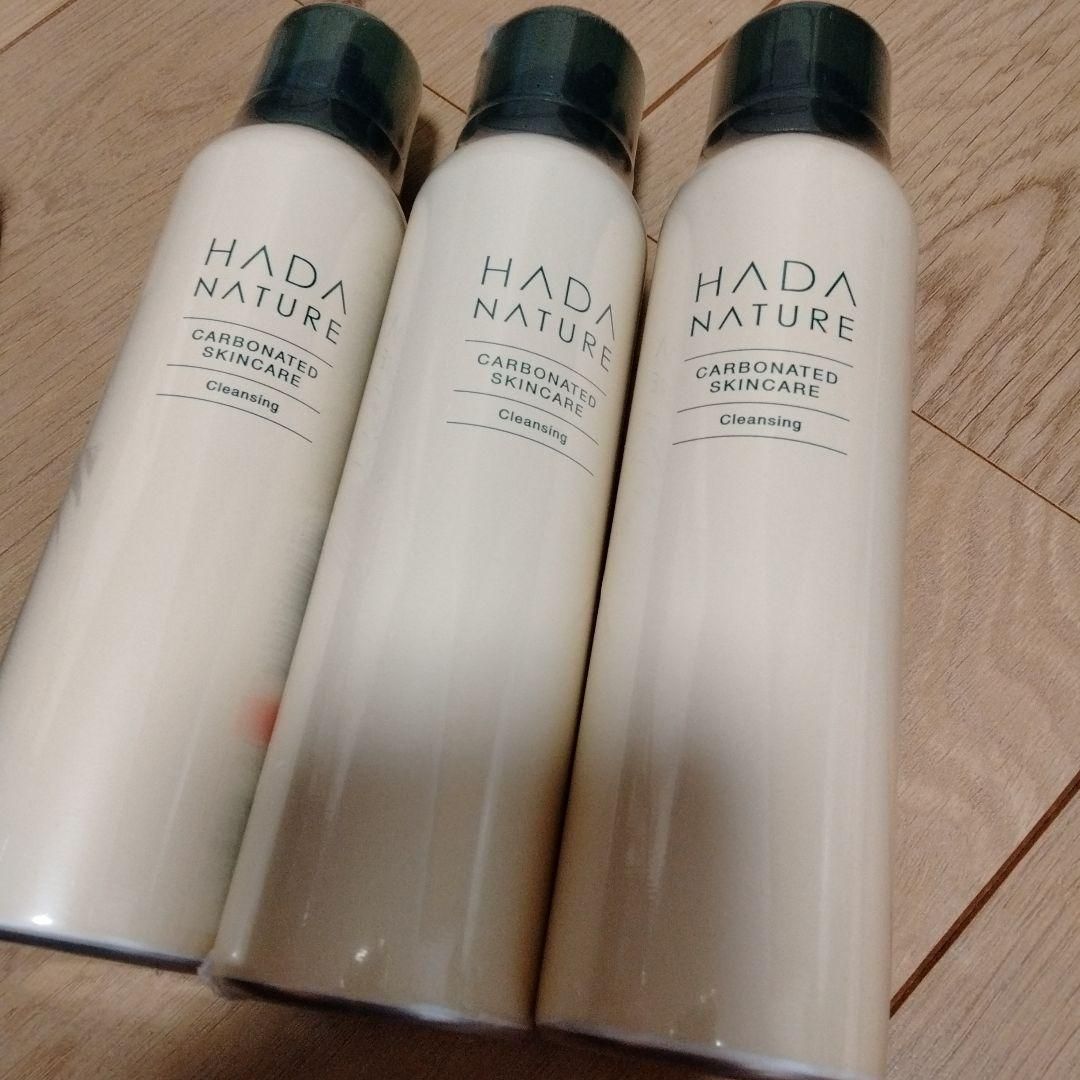 HADA
NATURE
CARBONATED
SKINCARE
Cleansing
HADA
NATURE
CARBONATED
SKINCARE
Cleansing
HADA
NATURE
CARBONATED
SKINCARE
Cleansing